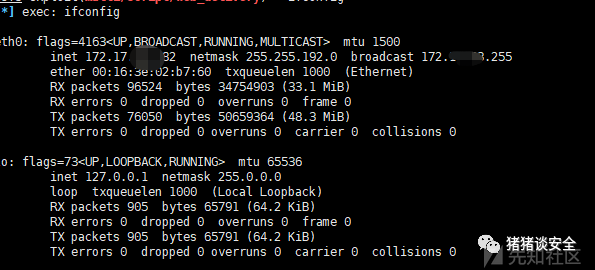 [*] exec: ifconfig
eth0: flags=4163<UP,BROADCAST,RUNNING,MULTICAST>  mtu 1500
inet 172.17. 32  netmask 255.255.192.0  broadcast 172. 3.255
ether 00:16:3e:02:b7:60  txqueuelen 1000  (Ethernet)
RX packets 96524  bytes 34754903 (33.1 MiB)
RX errors 0  dropped 0  overruns 0  frame 0
TX packets 76050  bytes 50659364 (48.3 MiB)
TX errors 0  dropped 0 overruns 0  carrier 0  collisions 0
o: flags=73<UP,LOOPBACK,RUNNING>  mtu 65536
inet 127.0.0.1  netmask 255.0.0.0
loop  txqueuelen 1000  (Local Loopback)
RX packets 905  bytes 65791 (64.2 KiB)
RX errors 0  dropped 0  overruns 0  frame 0
TX packets 905  bytes 65791 (64.2 KiB)
TX errors 0  dropped 0 overruns 0  carrier 0  collisions 0
猪猪谈安全
先知社区